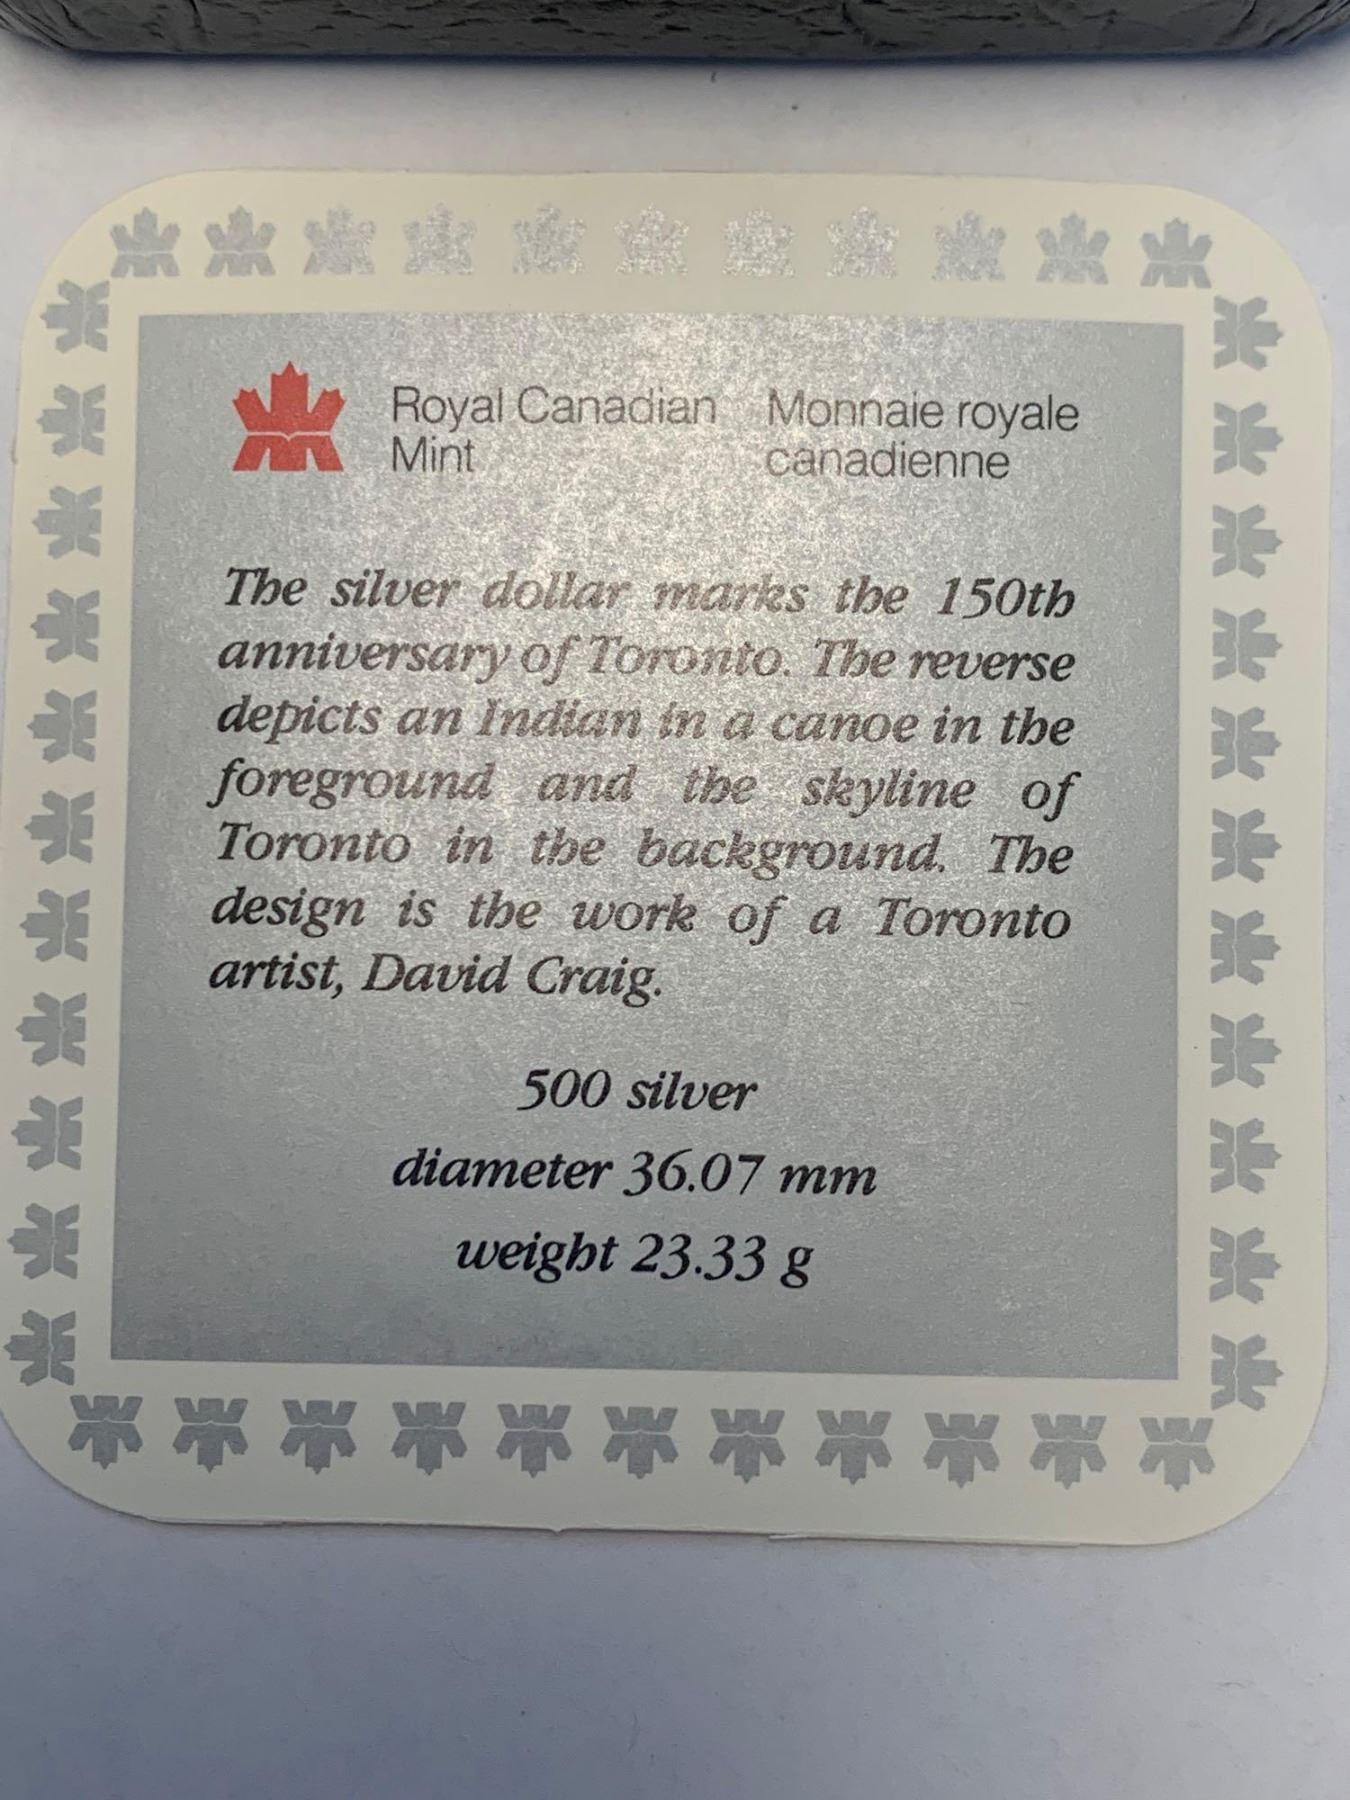 Royal Canadian
Mint
Monnaie royale
canadienne
The silver dollar marks the 150th
anniversary of Toronto. The reverse
depicts an Indian in a canoe in the
foreground and the skyline of
Toronto in the background. The
design is the work of a Toronto
artist, David Craig.
500 silver
diameter 36.07 mm
weight 23.33 g